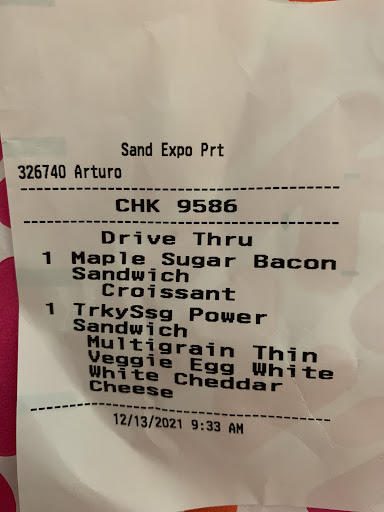 Sand Expo Prt
326740 Arturo
CHK 9586
Drive Thru
1 Maple Sugar Bacon
Sandwich
Croissant
1 TrkySsg Power
Sandwich
Multigrain Thin
Veggie Egg White
White Cheddar
Cheese
12/13/2021 9:33 AM